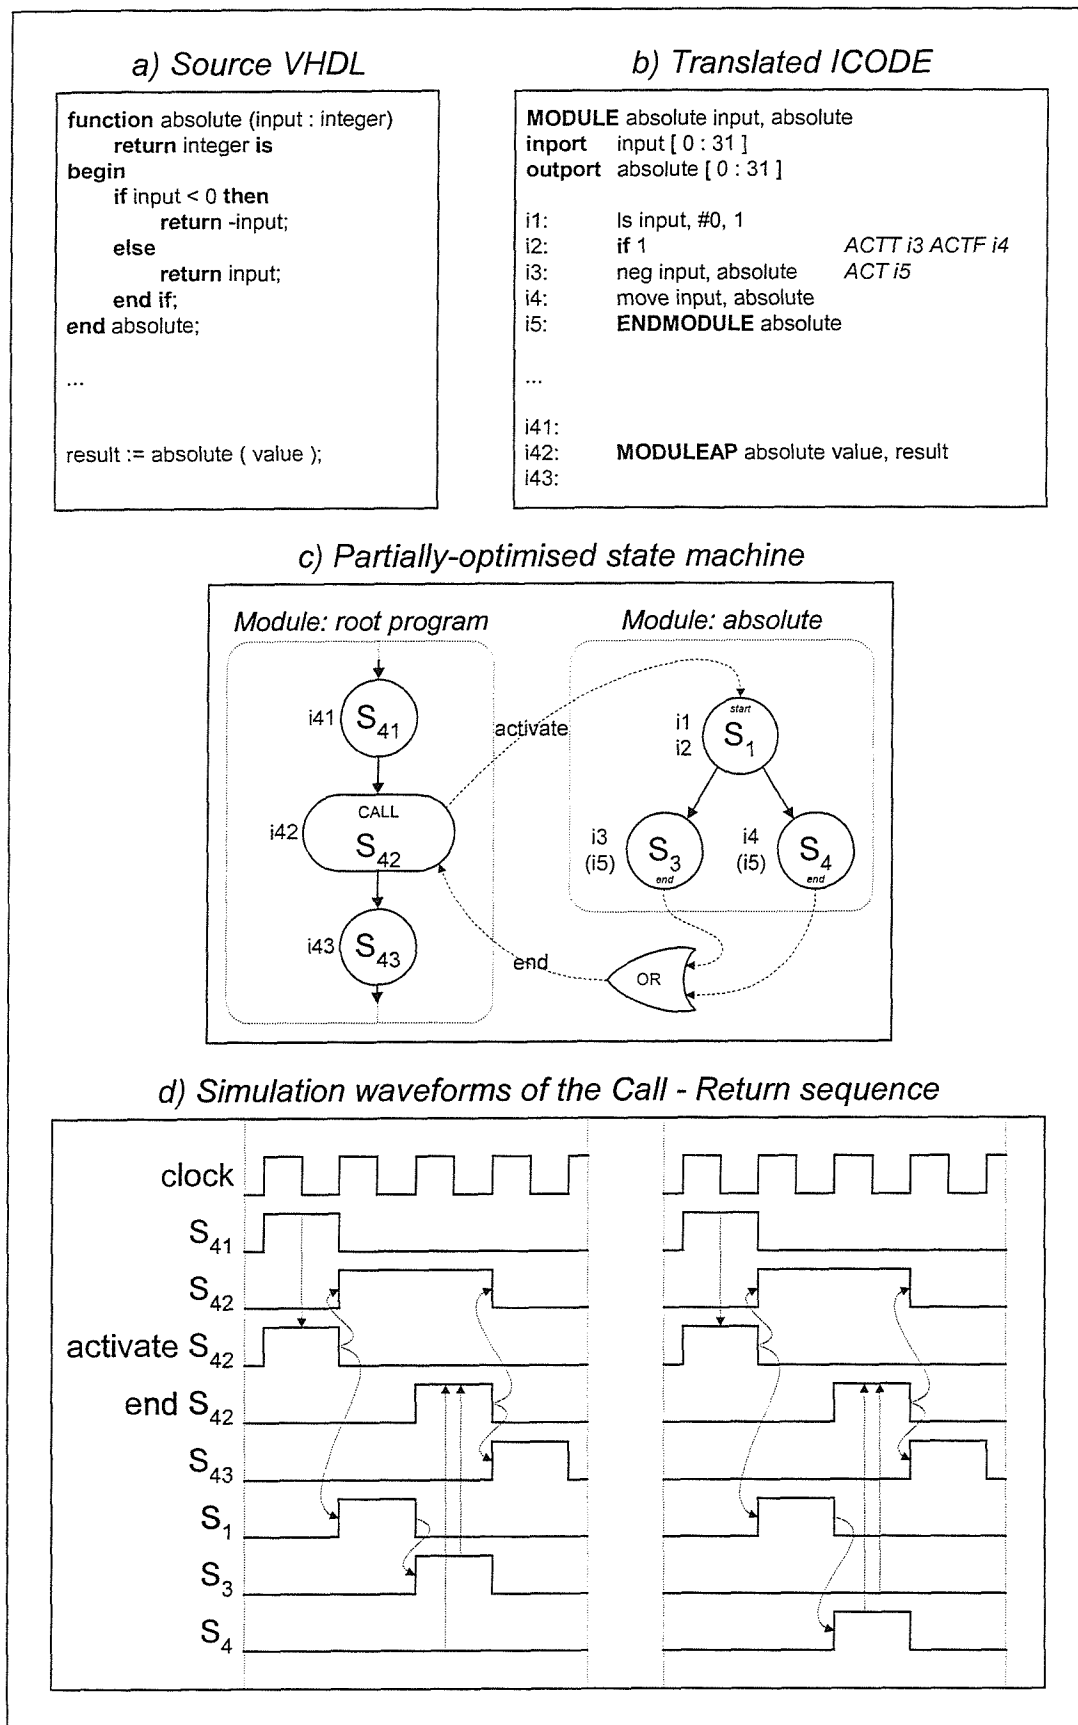 a) Source VHDL
function absolute (input : integer)
return integer is
begin
if input < 0 then
return -input;
else
return input;
end if;
end absolute;
...
result := absolute ( value );
b) Translated ICODE
MODULE absolute input, absolute
inport input [ 0 : 31 ]
outport absolute [ 0 : 31 ]
i1: ls input, #0, 1
i2: if 1 ACTT i3 ACTF i4
i3: neg input, absolute ACT i5
i4: move input, absolute
i5: ENDMODULE absolute
...
i41:
i42: MODULEAP absolute value, result
i43:
c) Partially-optimised state machine
Module: root program
i41 S41
i42 CALL
S42
i43 S43
activate
end
Module: absolute
start
i1 S1
i2
i3 S3
(i5)
end
i4 S4
(i5)
end
OR
d) Simulation waveforms of the Call - Return sequence
clock
S41
S42
activate S42
end S42
S43
S1
S3
S4